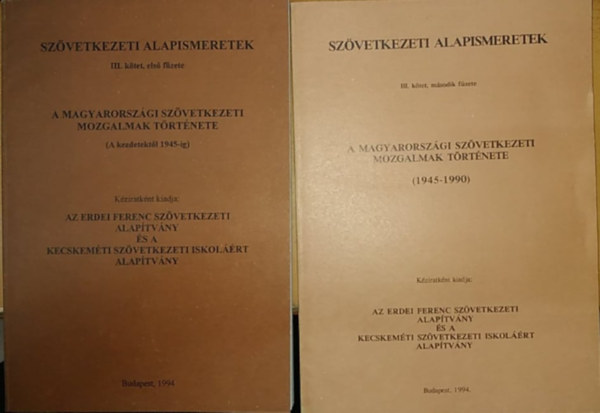 SZÖVETKEZETI ALAPISMERETEK
III. kötet, első füzete
A MAGYARORSZÁGI SZÖVETKEZETI
MOZGALMAK TÖRTÉNETE
(A kezdetektől 1945-ig)
Kéziratként kiadja:
AZ ERDEI FERENC SZÖVETKEZETI
ALAPÍTVÁNY
ÉS A
KECSKEMÉTI SZÖVETKEZETI ISKOLÁÉRT
ALAPÍTVÁNY
Budapest, 1994
SZÖVETKEZETI ALAPISMERETEK
III. kötet, második füzete
A MAGYARORSZÁGI SZÖVETKEZETI
MOZGALMAK TÖRTÉNETE
(1945-1990)
Kéziratként kiadja:
AZ ERDEI FERENC SZÖVETKEZETI
ALAPÍTVÁNY
ÉS A
KECSKEMÉTI SZÖVETKEZETI ISKOLÁÉRT
ALAPÍTVÁNY
Budapest, 1994.